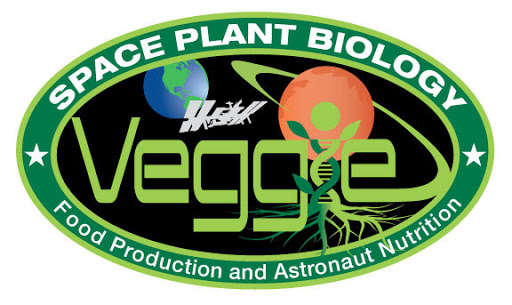 SPACE PLANT BIOLOGY
Veggie
Food Production and Astronaut Nutrition